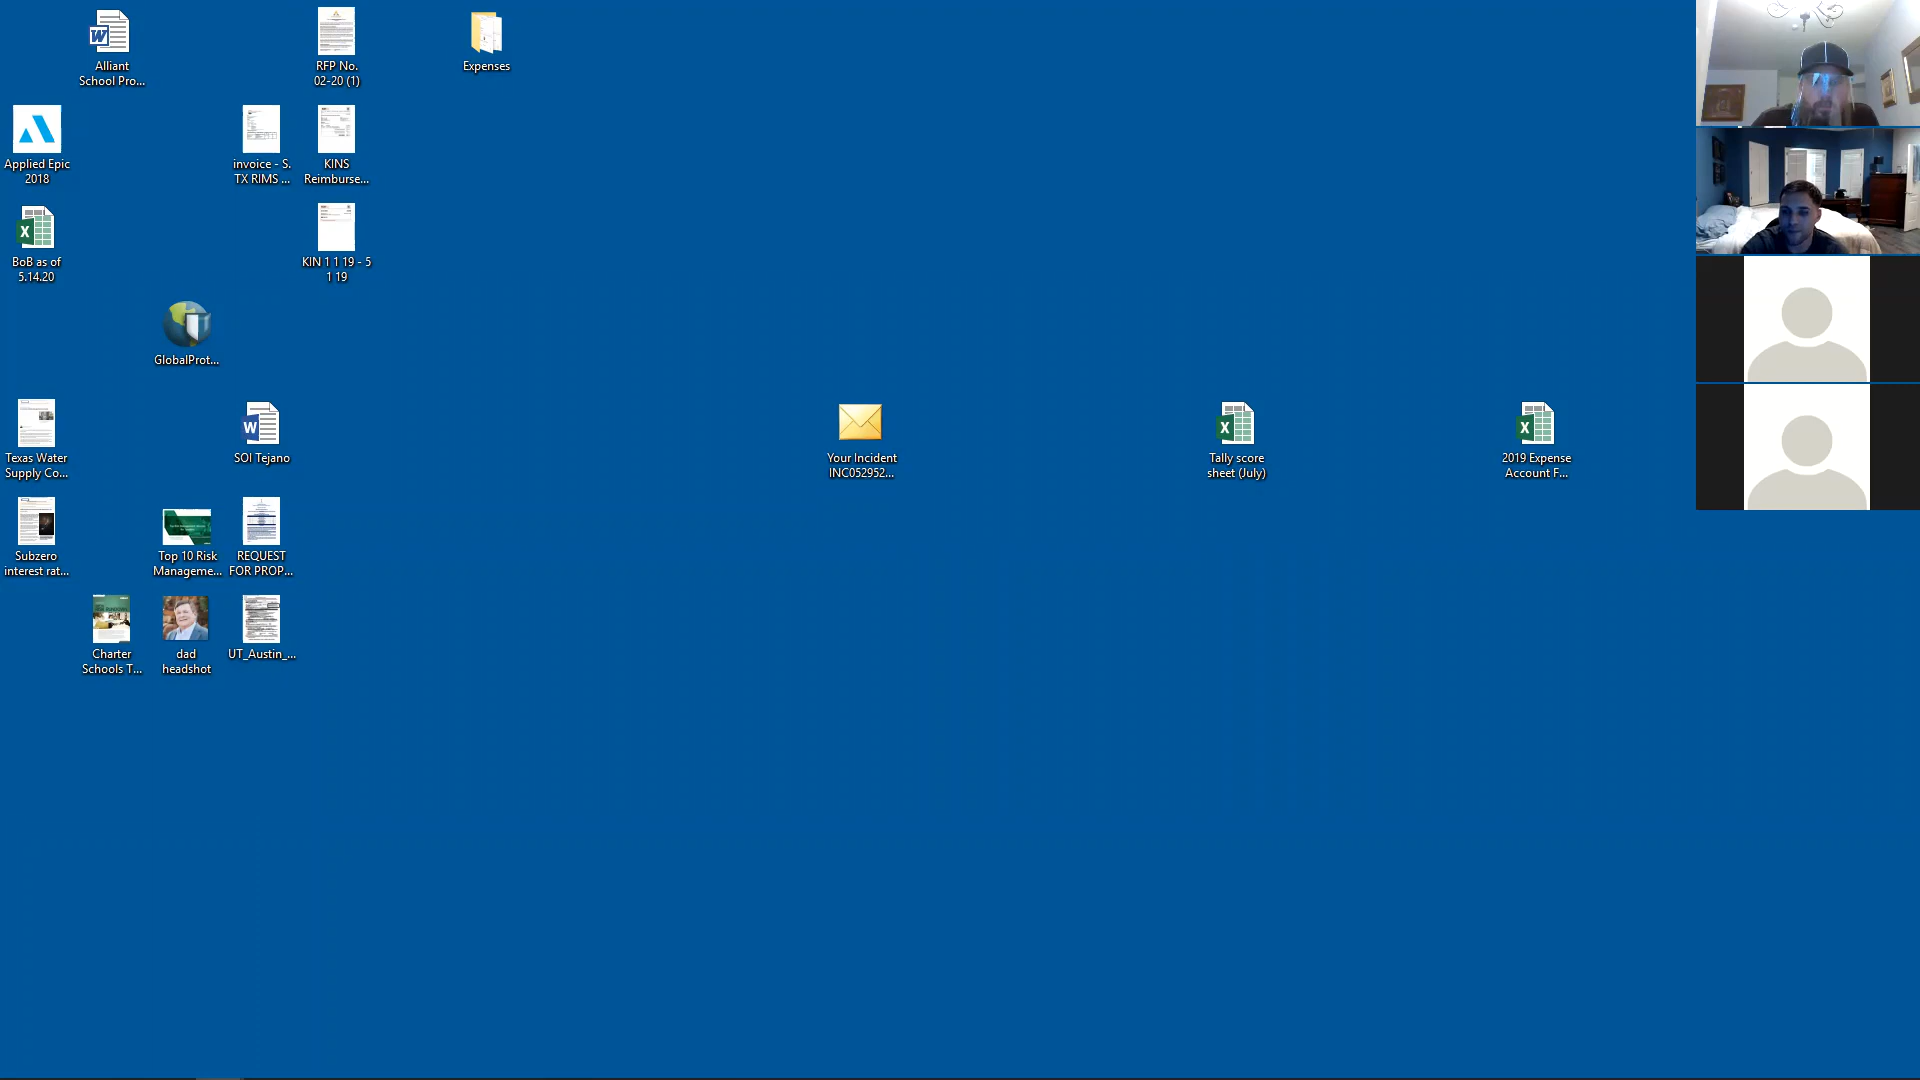 Alliant
School Pro...
RFP No.
02-20 (1)
Expenses
Applied Epic
2018
invoice - S.
TX RIMS ...
KINS
Reimburse...
BoB as of
5.14.20
KIN 1 1 19 - 5
1 19
GlobalProt...
Texas Water
Supply Co...
SOI Tejano
Your Incident
INC052952...
Tally score
sheet (July)
2019 Expense
Account F...
Subzero
interest rat...
Top 10 Risk
Manageme...
REQUEST
FOR PROP...
Charter
Schools T...
dad
headshot
UT_Austin_...